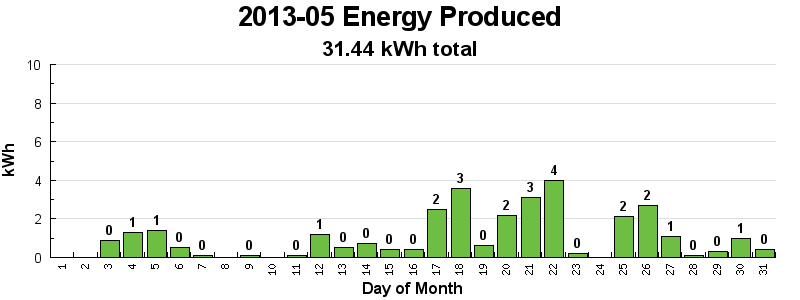 2013-05 Energy Produced
31.44 kWh total
kWh
10
8
6
4
2
0
0 1 1 0 0 0 0 1 0 0 0 0 2 3 0 2 3 4 0 2 2 1 0 0 1 0
1 2 3 4 5 6 7 8 9 10 11 12 13 14 15 16 17 18 19 20 21 22 23 24 25 26 27 28 29 30 31
Day of Month